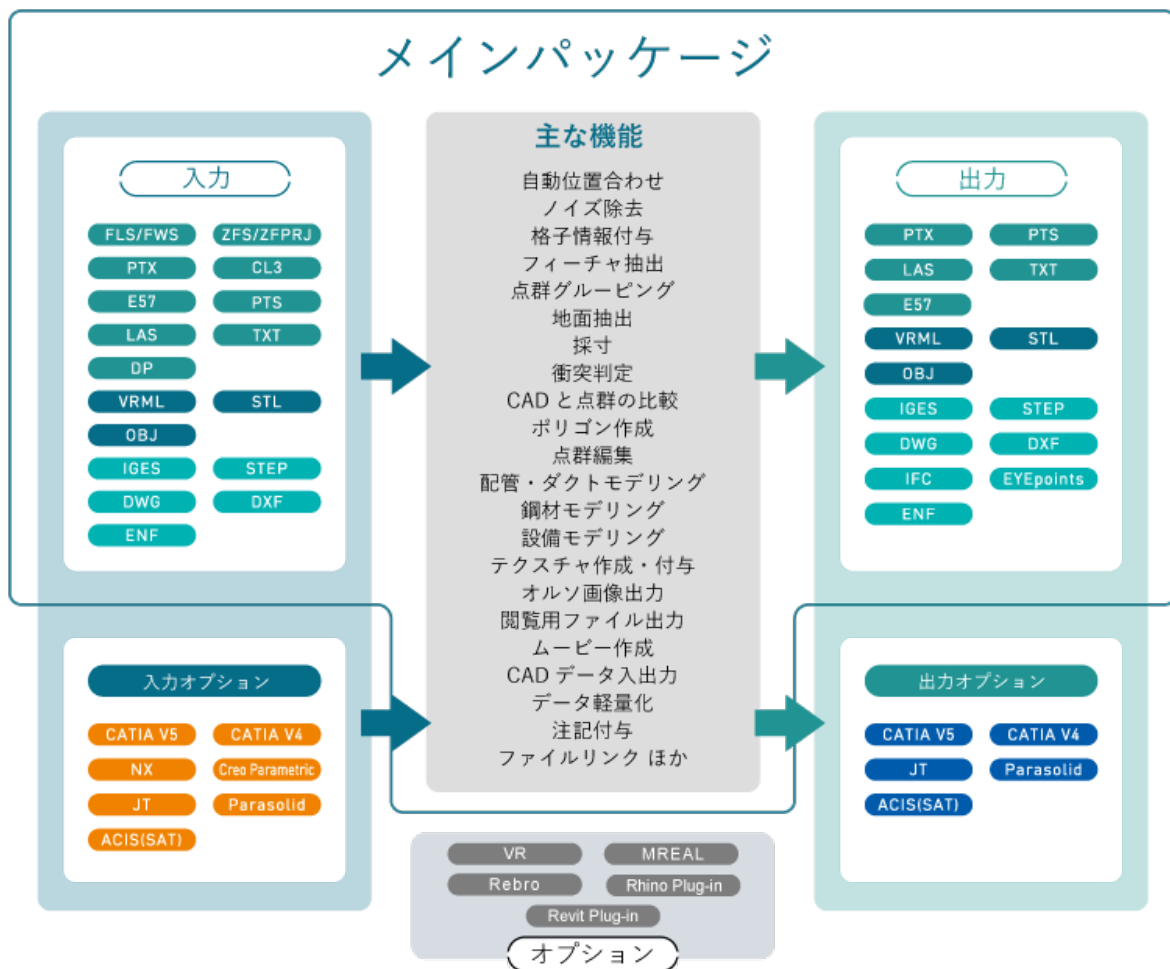 メインパッケージ
入力
FLS/FWS ZFS/ZFPRJ
PTX CL3
E57 PTS
LAS TXT
DP
VRML STL
OBJ
IGES STEP
DWG DXF
ENF
入力オプション
CATIA V5 CATIA V4
NX Creo Parametric
JT Parasolid
ACIS(SAT)
主な機能
自動位置合わせ
ノイズ除去
格子情報付与
フィーチャ抽出
点群グルーピング
地面抽出
採寸
衝突判定
CAD と点群の比較
ポリゴン作成
点群編集
配管・ダクトモデリング
鋼材モデリング
設備モデリング
テクスチャ作成・付与
オルソ画像出力
閲覧用ファイル出力
ムービー作成
CAD データ入出力
データ軽量化
注記付与
ファイルリンク ほか
出力
PTX PTS
LAS TXT
E57
VRML STL
OBJ
IGES STEP
DWG DXF
IFC EYEpoints
ENF
出力オプション
CATIA V5 CATIA V4
JT Parasolid
ACIS(SAT)
VR MREAL
Rebro Rhino Plug-in
Revit Plug-in
オプション